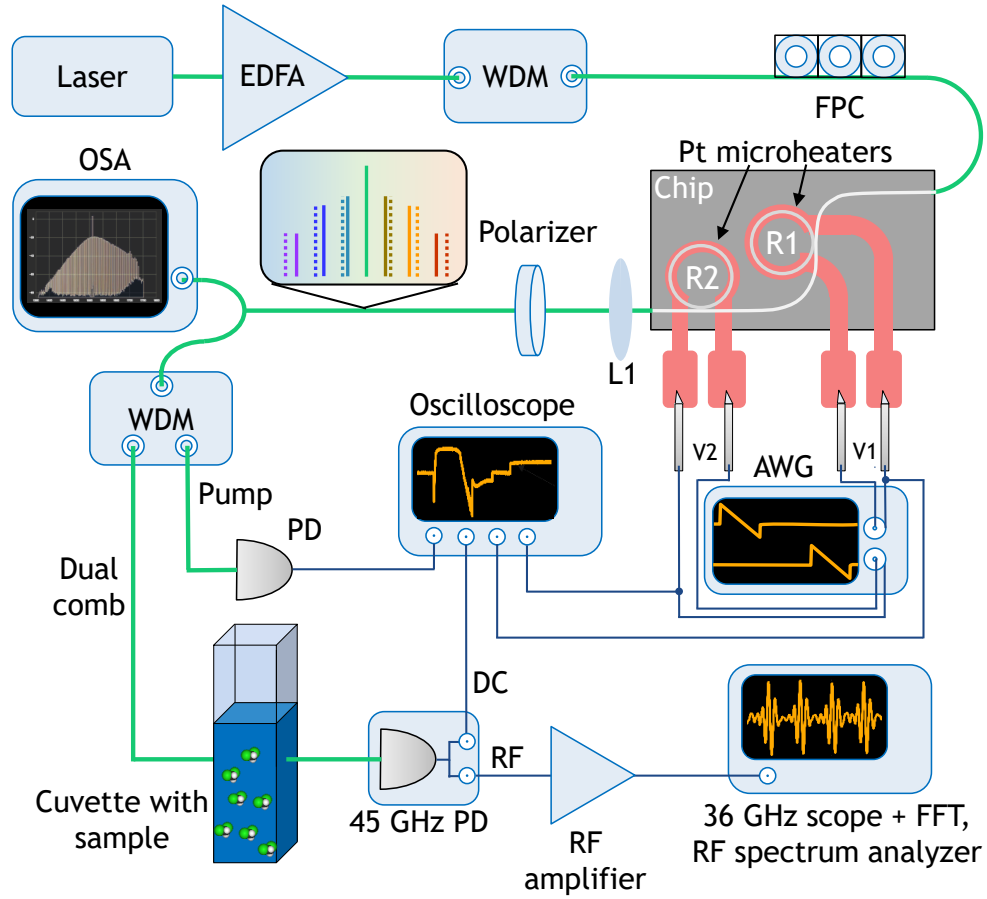 Laser
EDFA
WDM
FPC
OSA
Pt microheaters
Chip
R1
R2
Polarizer
L1
WDM
Oscilloscope
V2
V1
AWG
Pump
PD
Dual
comb
DC
RF
Cuvette with
sample
45 GHz PD
RF
amplifier
36 GHz scope + FFT,
RF spectrum analyzer